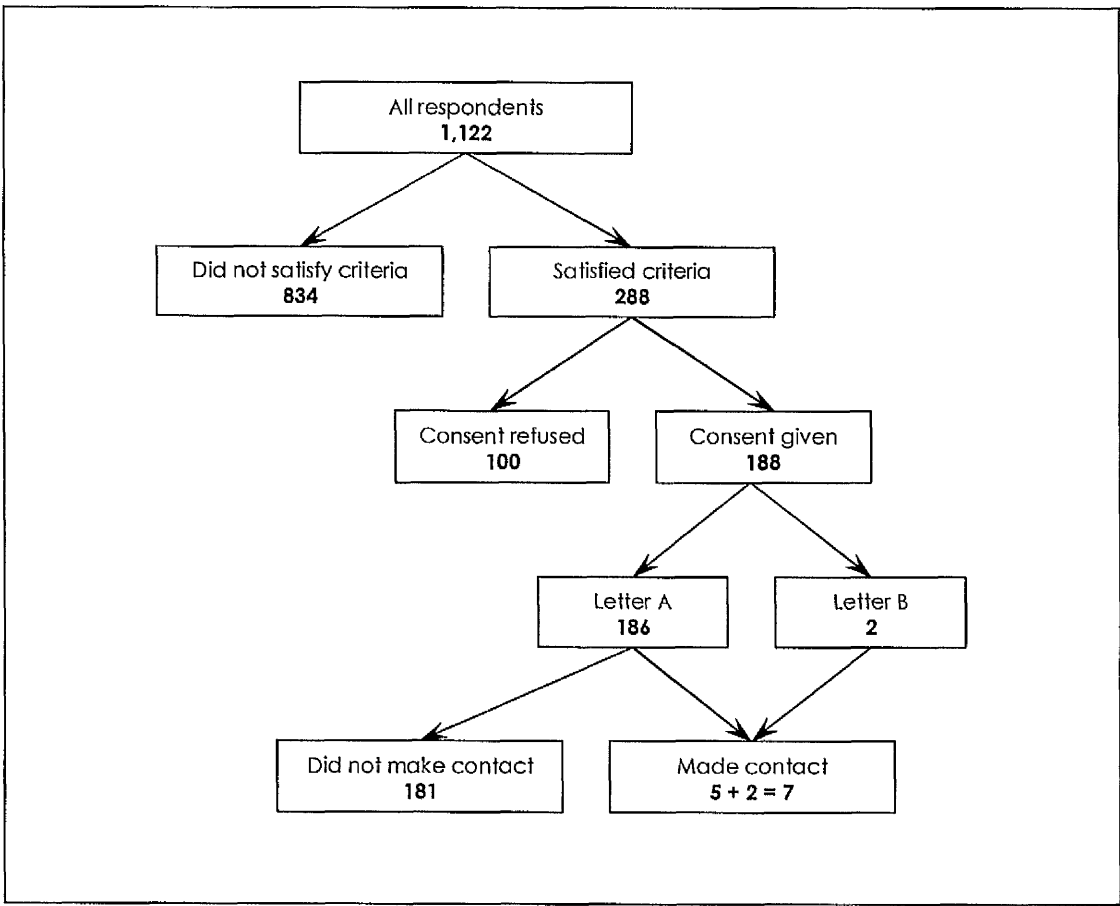 All respondents
1,122
Did not satisfy criteria
834
Satisfied criteria
288
Consent refused
100
Consent given
188
Letter A
186
Letter B
2
Did not make contact
181
Made contact
5 + 2 = 7